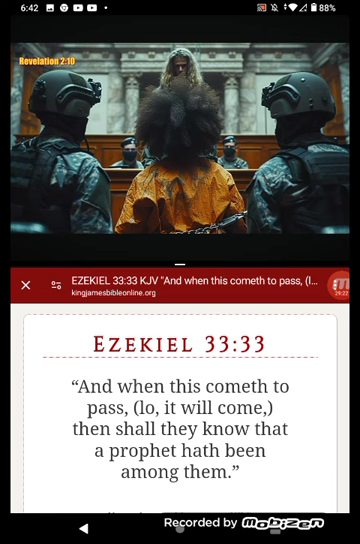 6:42
88%
Revelation 2:10
EZEKIEL 33:33 KJV "And when this cometh to pass, (l...
kingjamesbibleonline.org
29:22
EZEKIEL 33:33
“And when this cometh to
pass, (lo, it will come,)
then shall they know that
a prophet hath been
among them.”
Recorded by mobizen